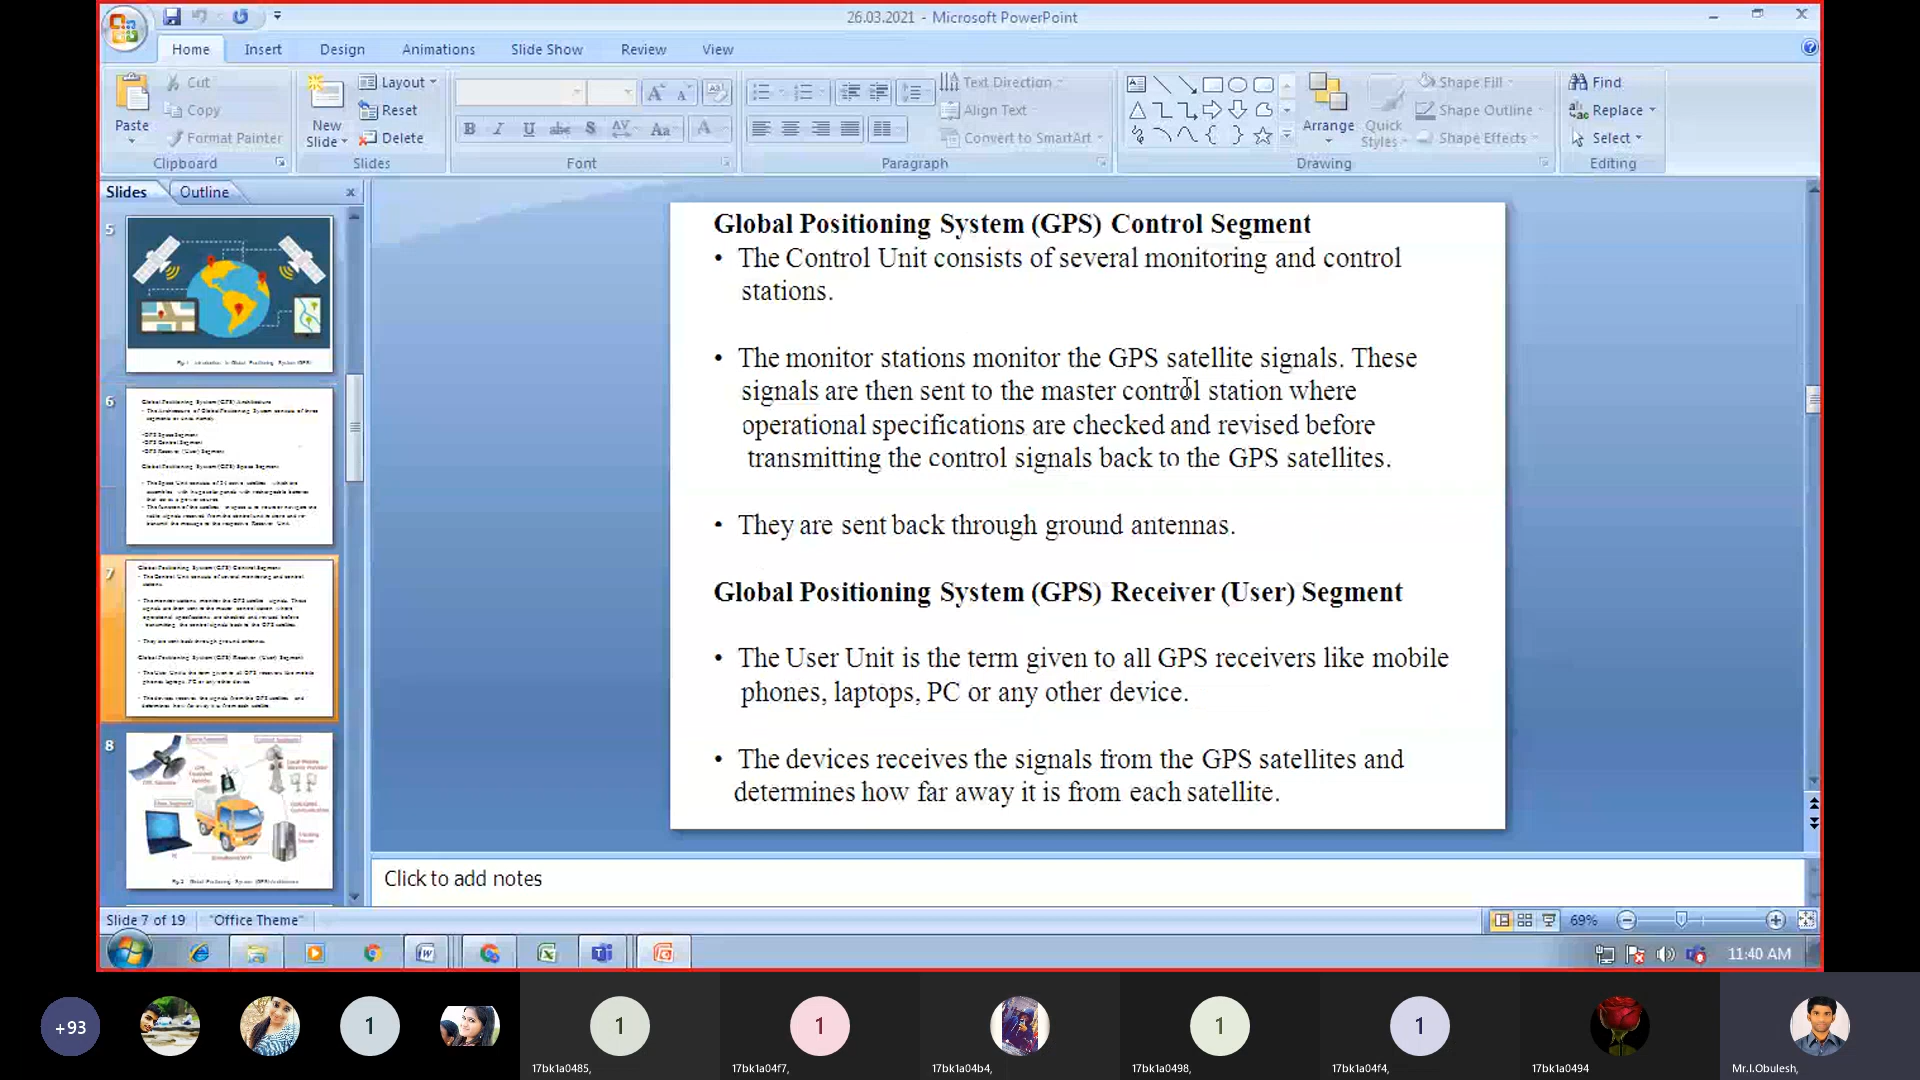 26.03.2021 - Microsoft PowerPoint
Home Insert Design Animations Slide Show Review View
Paste
Cut
Copy
Format Painter
Clipboard
New
Slide
Layout
Reset
Delete
Slides
Font
Text Direction
Align Text
Convert to SmartArt
Paragraph
Arrange
Quick
Styles
Shape Fill
Shape Outline
Shape Effects
Drawing
Find
Replace
Select
Editing
Slides Outline
5
6
7
8
Global Positioning System (GPS) Control Segment
• The Control Unit consists of several monitoring and control
stations.
• The monitor stations monitor the GPS satellite signals. These
signals are then sent to the master control station where
operational specifications are checked and revised before
transmitting the control signals back to the GPS satellites.
• They are sent back through ground antennas.
Global Positioning System (GPS) Receiver (User) Segment
• The User Unit is the term given to all GPS receivers like mobile
phones, laptops, PC or any other device.
• The devices receives the signals from the GPS satellites and
determines how far away it is from each satellite.
Click to add notes
Slide 7 of 19 "Office Theme" 69%
11:40 AM
+93 1 1 1 1 1
17bk1a0485, 17bk1a04f7, 17bk1a04b4, 17bk1a0498, 17bk1a04f4, 17bk1a0494 Mr.I.Obulesh,